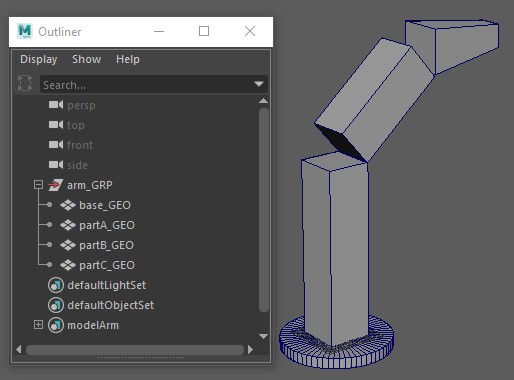 Outliner
Display Show Help
Search...
persp
top
front
side
arm_GRP
base_GEO
partA_GEO
partB_GEO
partC_GEO
defaultLightSet
defaultObjectSet
modelArm